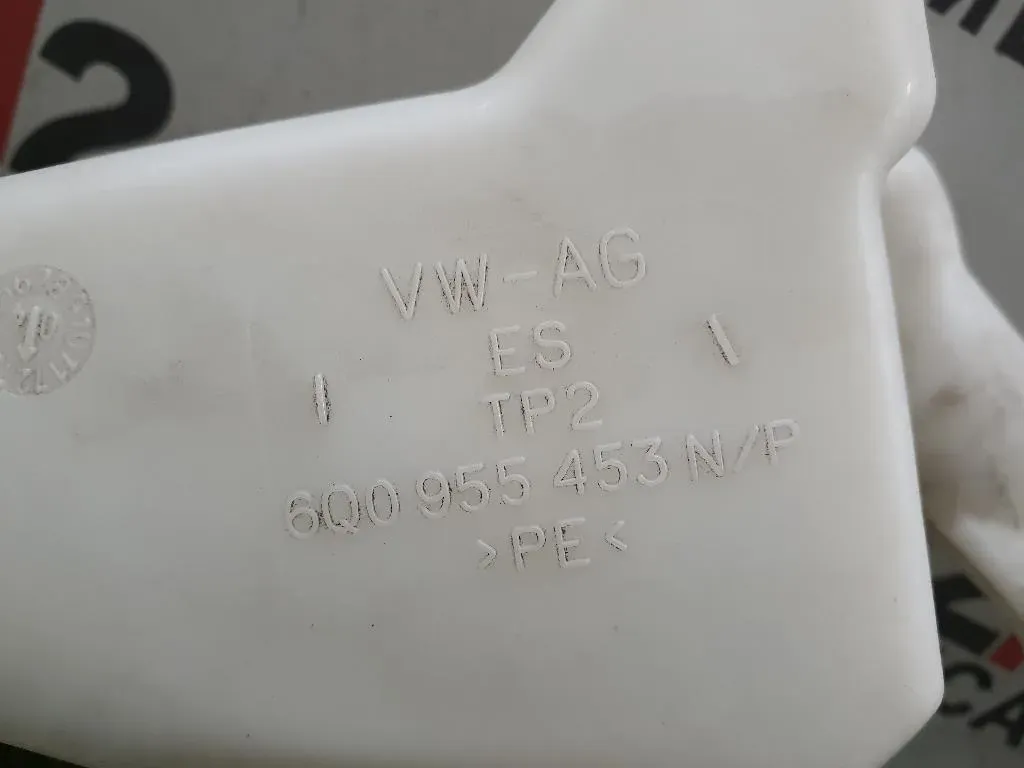 VW-AG
ES
TP2
6Q0 955 453 N/P
>PE<